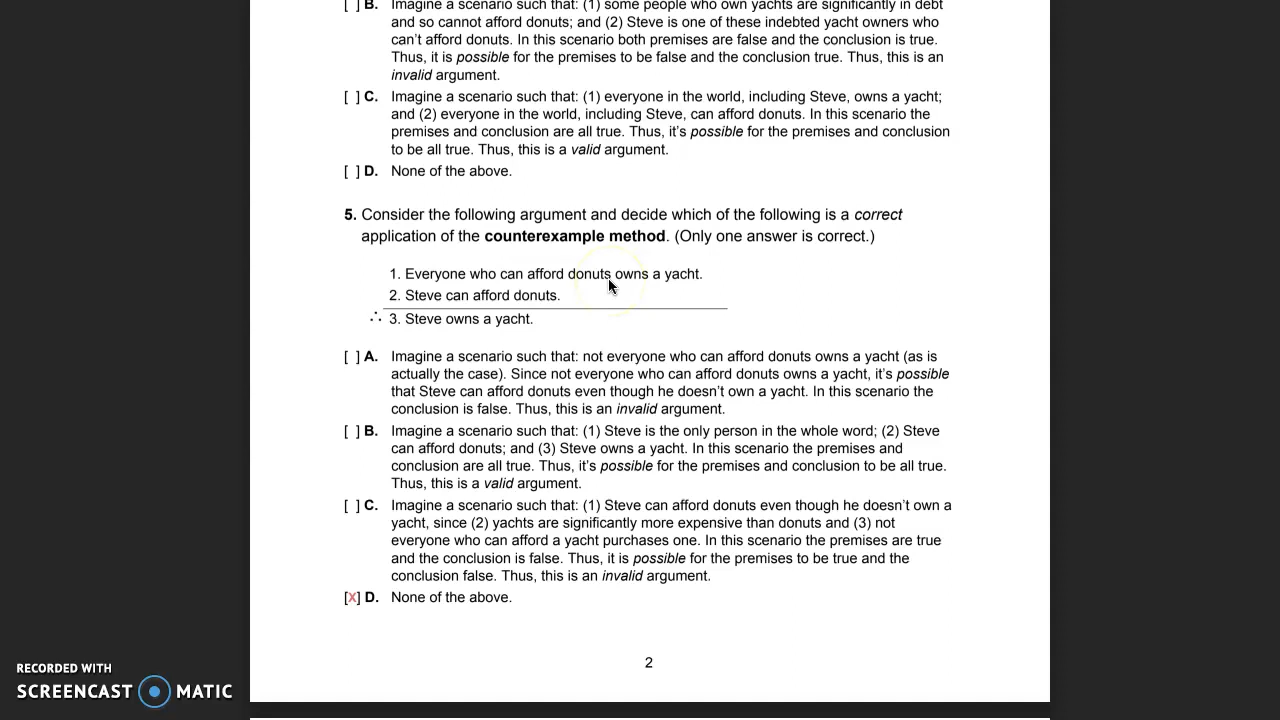 [ ] B. Imagine a scenario such that: (1) some people who own yachts are significantly in debt
and so cannot afford donuts; and (2) Steve is one of these indebted yacht owners who
can't afford donuts. In this scenario both premises are false and the conclusion is true.
Thus, it is possible for the premises to be false and the conclusion true. Thus, this is an
invalid argument.
[ ] C. Imagine a scenario such that: (1) everyone in the world, including Steve, owns a yacht;
and (2) everyone in the world, including Steve, can afford donuts. In this scenario the
premises and conclusion are all true. Thus, it's possible for the premises and conclusion
to be all true. Thus, this is a valid argument.
[ ] D. None of the above.
5. Consider the following argument and decide which of the following is a correct
application of the counterexample method. (Only one answer is correct.)
1. Everyone who can afford donuts owns a yacht.
2. Steve can afford donuts.
∴ 3. Steve owns a yacht.
[ ] A. Imagine a scenario such that: not everyone who can afford donuts owns a yacht (as is
actually the case). Since not everyone who can afford donuts owns a yacht, it's possible
that Steve can afford donuts even though he doesn't own a yacht. In this scenario the
conclusion is false. Thus, this is an invalid argument.
[ ] B. Imagine a scenario such that: (1) Steve is the only person in the whole word; (2) Steve
can afford donuts; and (3) Steve owns a yacht. In this scenario the premises and
conclusion are all true. Thus, it's possible for the premises and conclusion to be all true.
Thus, this is a valid argument.
[ ] C. Imagine a scenario such that: (1) Steve can afford donuts even though he doesn't own a
yacht, since (2) yachts are significantly more expensive than donuts and (3) not
everyone who can afford a yacht purchases one. In this scenario the premises are true
and the conclusion is false. Thus, it is possible for the premises to be true and the
conclusion false. Thus, this is an invalid argument.
[X] D. None of the above.
2
RECORDED WITH
SCREENCAST MATIC